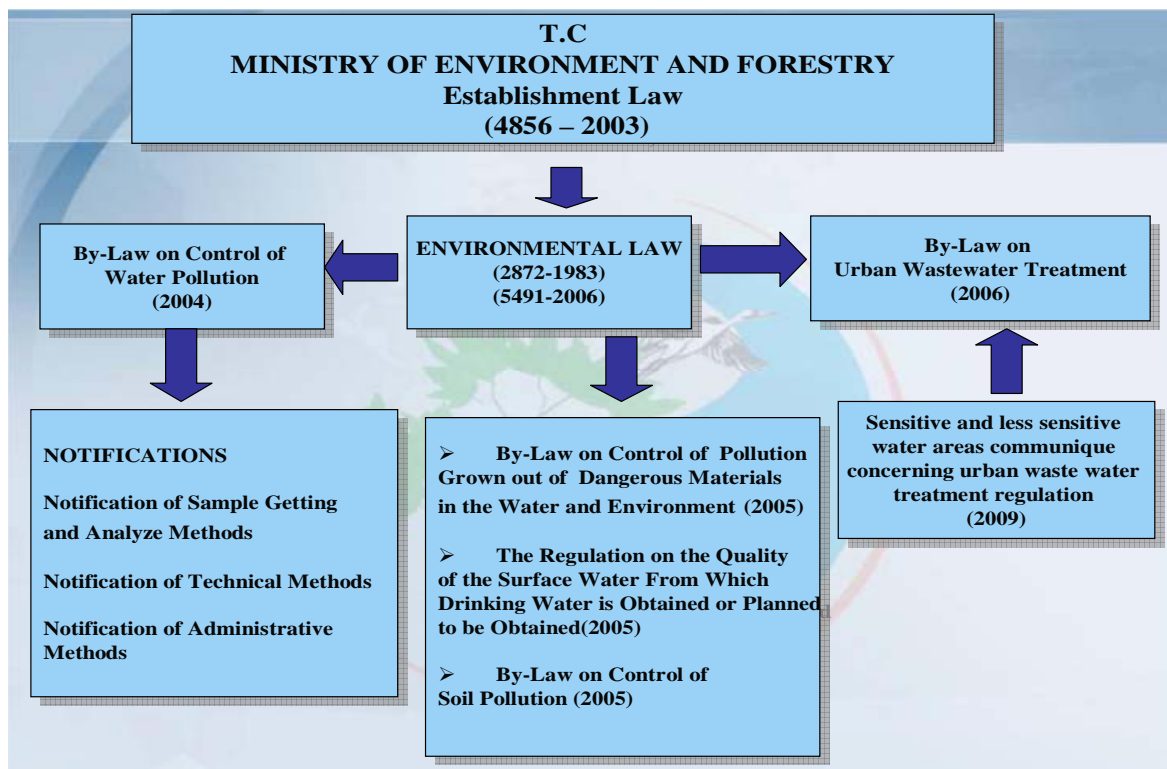 T.C
MINISTRY OF ENVIRONMENT AND FORESTRY
Establishment Law
(4856 – 2003)
By-Law on Control of
Water Pollution
(2004)
ENVIRONMENTAL LAW
(2872-1983)
(5491-2006)
By-Law on
Urban Wastewater Treatment
(2006)
NOTIFICATIONS
Notification of Sample Getting
and Analyze Methods
Notification of Technical Methods
Notification of Administrative
Methods
➢ By-Law on Control of Pollution
Grown out of Dangerous Materials
in the Water and Environment (2005)
➢ The Regulation on the Quality
of the Surface Water From Which
Drinking Water is Obtained or Planned
to be Obtained(2005)
➢ By-Law on Control of
Soil Pollution (2005)
Sensitive and less sensitive
water areas communique
concerning urban waste water
treatment regulation
(2009)